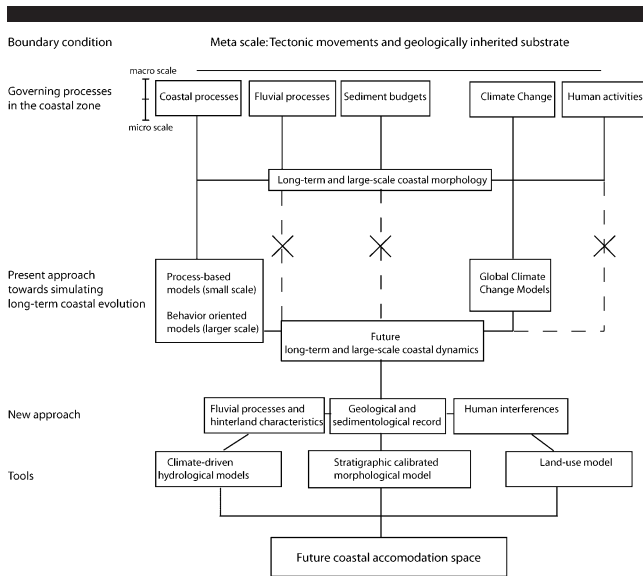 Boundary condition
Meta scale: Tectonic movements and geologically inherited substrate
Governing processes
in the coastal zone
macro scale
micro scale
Coastal processes
Fluvial processes
Sediment budgets
Climate Change
Human activities
Long-term and large-scale coastal morphology
Present approach
towards simulating
long-term coastal evolution
Process-based
models (small scale)
Behavior oriented
models (larger scale)
Global Climate
Change Models
Future
long-term and large-scale coastal dynamics
New approach
Fluvial processes and
hinterland characteristics
Geological and
sedimentological record
Human interferences
Tools
Climate-driven
hydrological models
Stratigraphic calibrated
morphological model
Land-use model
Future coastal accomodation space